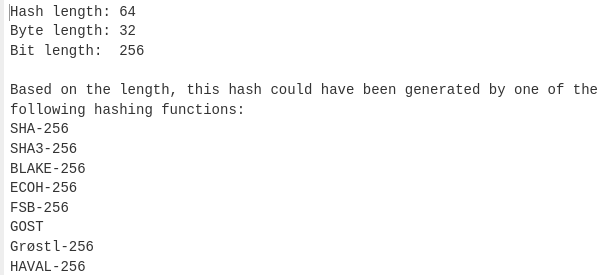 Hash length: 64
Byte length: 32
Bit length:  256
Based on the length, this hash could have been generated by one of the
following hashing functions:
SHA-256
SHA3-256
BLAKE-256
ECOH-256
FSB-256
GOST
Grøstl-256
HAVAL-256